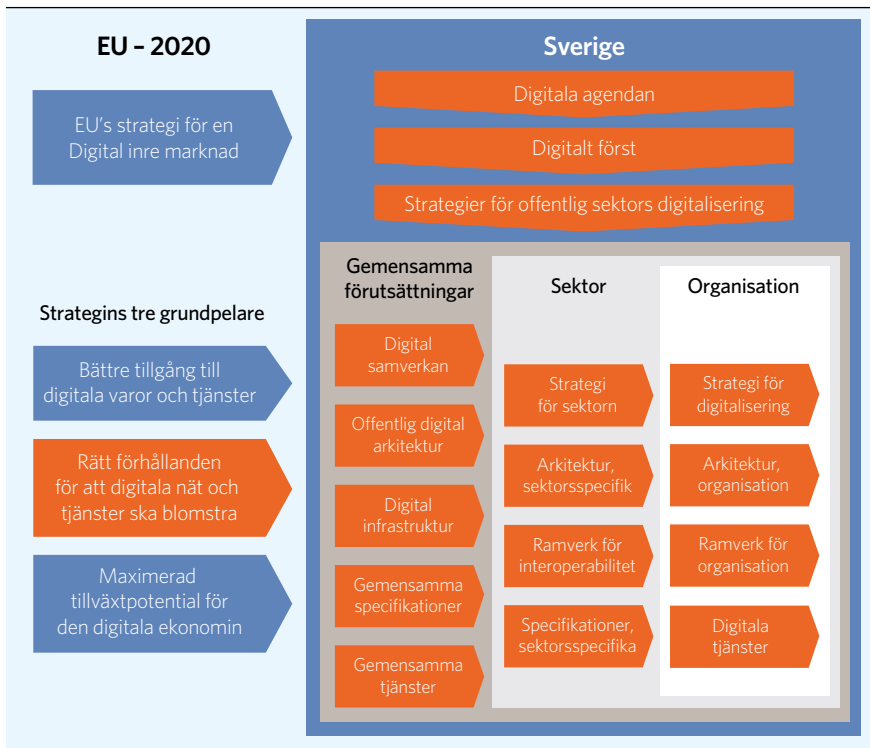 EU – 2020
EU's strategi för en
Digital inre marknad
Strategins tre grundpelare
Bättre tillgång till
digitala varor och tjänster
Rätt förhållanden
för att digitala nät och
tjänster ska blomstra
Maximerad
tillväxtpotential för
den digitala ekonomin
Sverige
Digitala agendan
Digitalt först
Strategier för offentlig sektors digitalisering
Gemensamma
förutsättningar
Digital
samverkan
Offentlig digital
arkitektur
Digital
infrastruktur
Gemensamma
specifikationer
Gemensamma
tjänster
Sektor
Strategi
för sektorn
Arkitektur,
sektorsspecifik
Ramverk för
interoperabilitet
Specifikationer,
sektorsspecifika
Organisation
Strategi för
digitalisering
Arkitektur,
organisation
Ramverk för
organisation
Digitala
tjänster